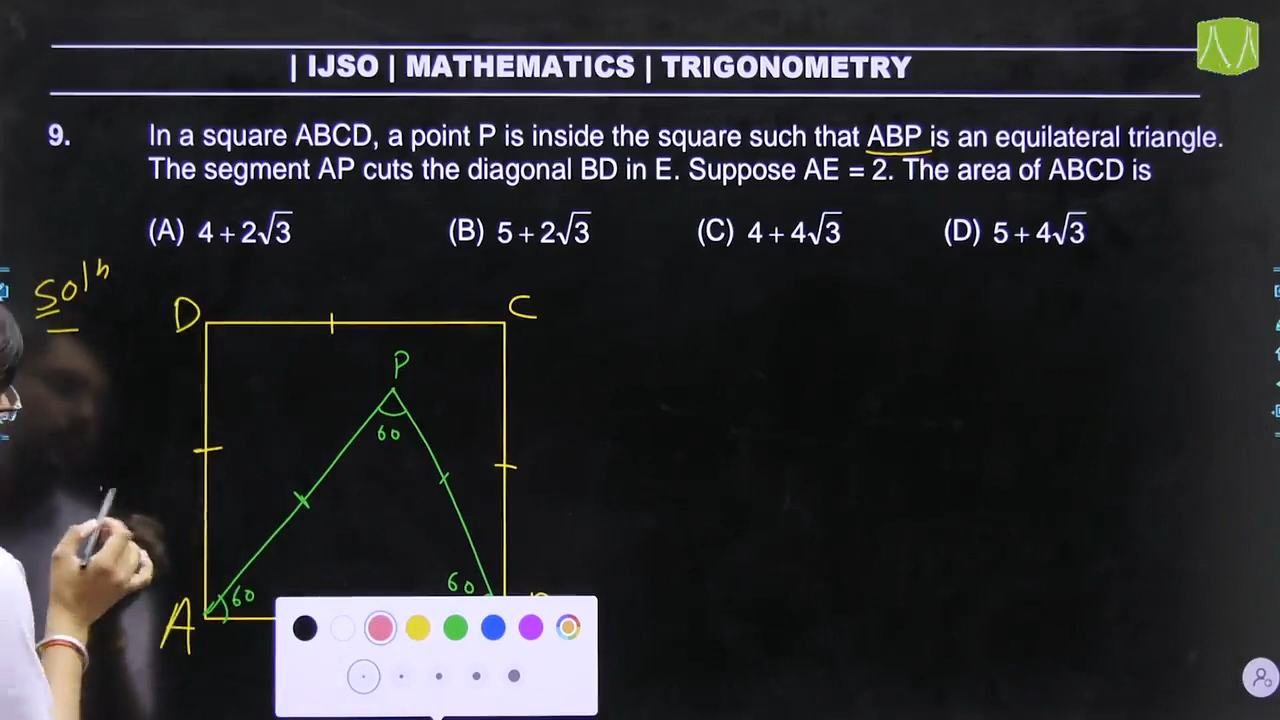 | IJSO | MATHEMATICS | TRIGONOMETRY
9. In a square ABCD, a point P is inside the square such that ABP is an equilateral triangle.
The segment AP cuts the diagonal BD in E. Suppose AE = 2. The area of ABCD is
(A) 4 + 2√3 (B) 5 + 2√3 (C) 4 + 4√3 (D) 5 + 4√3
Solⁿ
D C
P
60
60 60
A